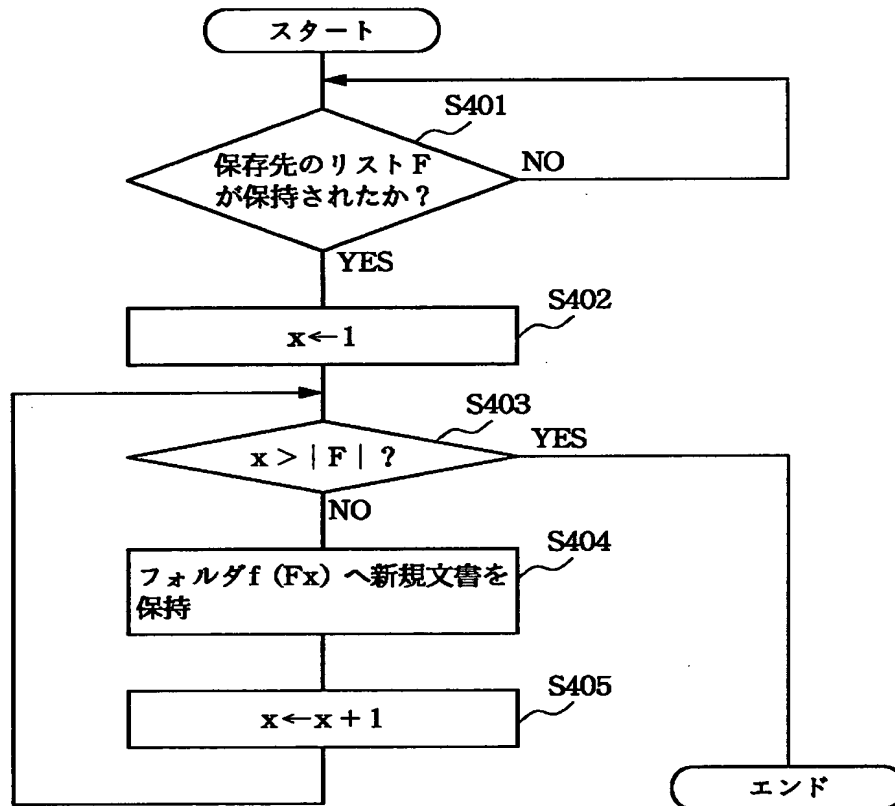 スタート
S401
保存先のリストF
が保持されたか？
NO
YES
S402
x←1
S403
x＞｜F｜？
YES
NO
S404
フォルダf（Fx）へ新規文書を
保持
S405
x←x＋1
エンド